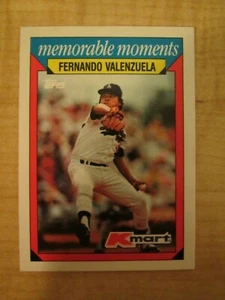 memorable moments
FERNANDO VALENZUELA
Topps
Kmart